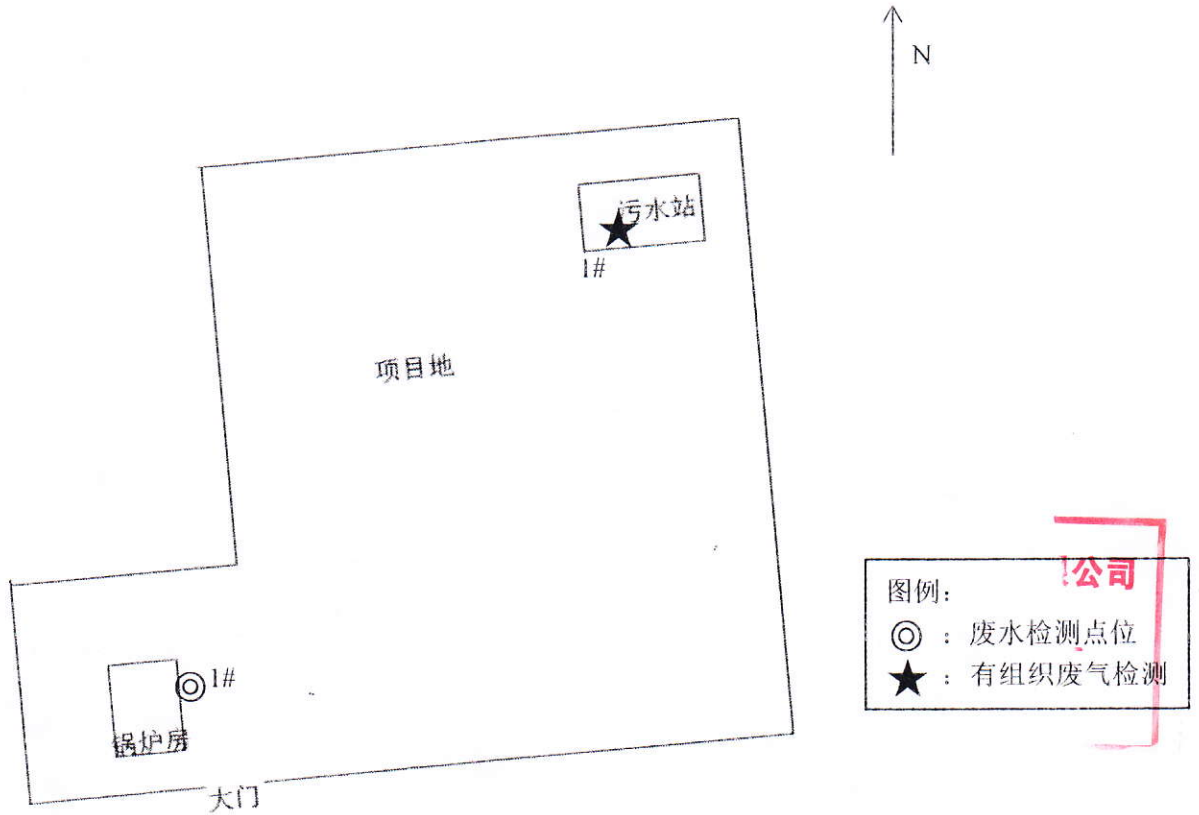 N
污水站
1#
项目地
公司
图例：
◎ ：废水检测点位
★ ：有组织废气检测
1#
锅炉房
大门